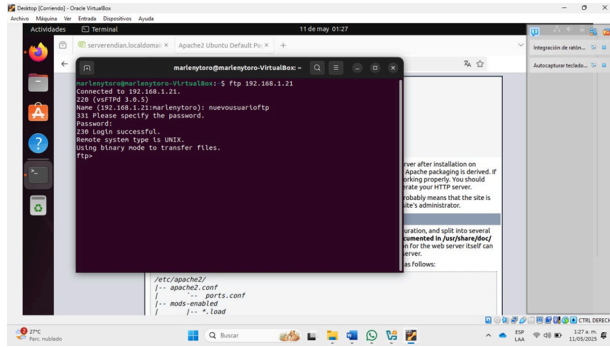 Desktop [Corriendo] - Oracle VirtualBox
Archivo Máquina Ver Entrada Dispositivos Ayuda
Actividades Terminal 11 de may 01:27
serverendian.localdomai × Apache2 Ubuntu Default Pa × +
Integración de ratón...
Autocapturar teclado...
marlenytoro@marlenytoro-VirtualBox: ~
marlenytoro@marlenytoro-VirtualBox:~$ ftp 192.168.1.21
Connected to 192.168.1.21.
220 (vsFTPd 3.0.5)
Name (192.168.1.21:marlenytoro): nuevousuarioftp
331 Please specify the password.
Password:
230 Login successful.
Remote system type is UNIX.
Using binary mode to transfer files.
ftp>
rver after installation on
Apache packaging is derived. If
orking properly. You should
erate your HTTP server.
robably means that the site is
site's administrator.
uration, and split into several
cumented in /usr/share/doc/
n for the web server itself can
erver.
as follows:
/etc/apache2/
|-- apache2.conf
| `-- ports.conf
|-- mods-enabled
| |-- *.load
CTRL DERECH
27°C
Parc. nublado
Buscar
ESP
LAA
1:27 a. m.
11/05/2025